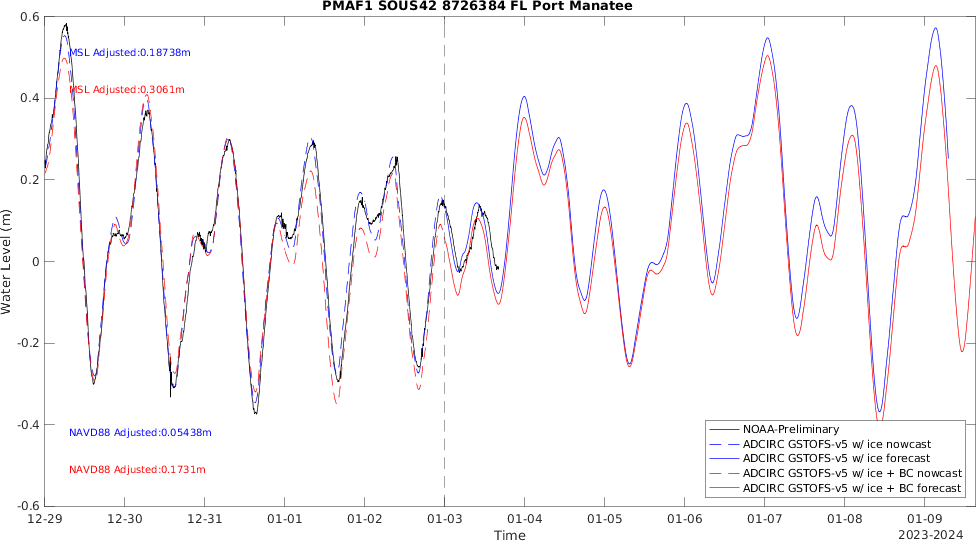 PMAF1 SOUS42 8726384 FL Port Manatee
0.6
0.4
0.2
0
-0.2
-0.4
-0.6
Water Level (m)
MSL Adjusted:0.18738m
MSL Adjusted:0.3061m
NAVD88 Adjusted:0.05438m
NAVD88 Adjusted:0.1731m
NOAA-Preliminary
ADCIRC GSTOFS-v5 w/ ice nowcast
ADCIRC GSTOFS-v5 w/ ice forecast
ADCIRC GSTOFS-v5 w/ ice + BC nowcast
ADCIRC GSTOFS-v5 w/ ice + BC forecast
12-29 12-30 12-31 01-01 01-02 01-03 01-04 01-05 01-06 01-07 01-08 01-09
Time
2023-2024